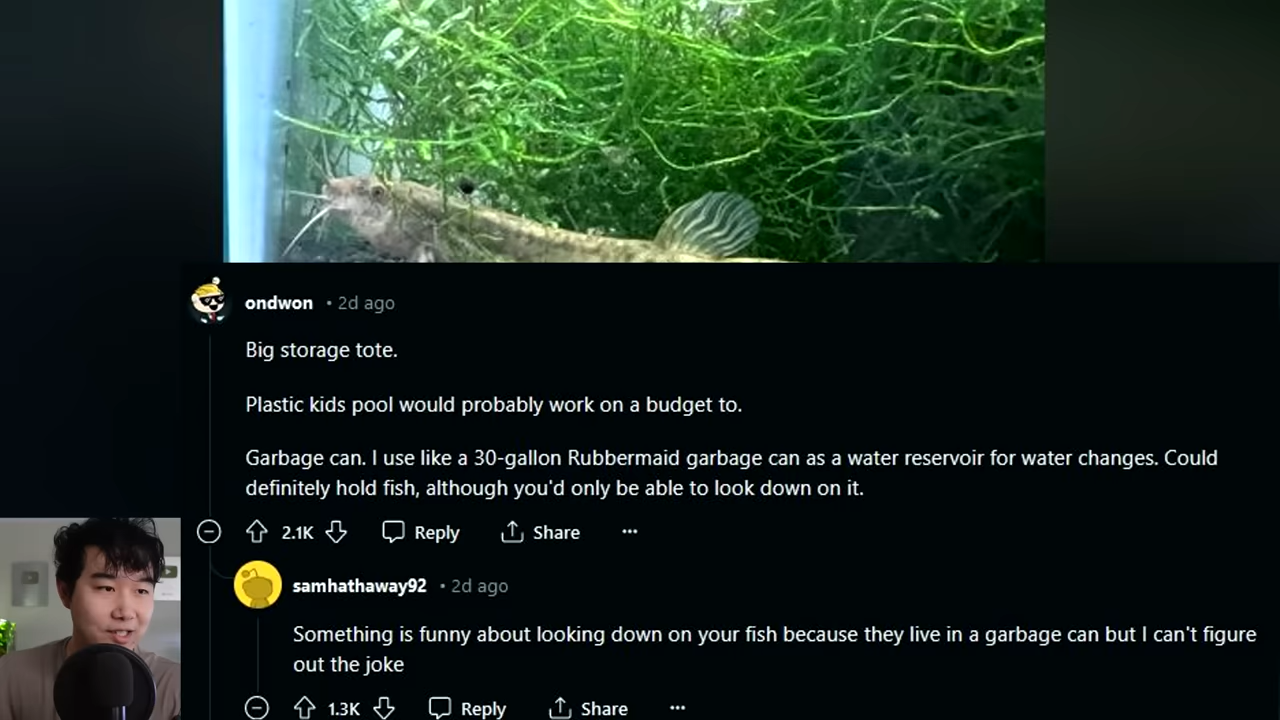 ondwon • 2d ago
Big storage tote.
Plastic kids pool would probably work on a budget to.
Garbage can. I use like a 30-gallon Rubbermaid garbage can as a water reservoir for water changes. Could
definitely hold fish, although you'd only be able to look down on it.
2.1K Reply Share ...
samhathaway92 • 2d ago
Something is funny about looking down on your fish because they live in a garbage can but I can't figure
out the joke
1.3K Reply Share ...